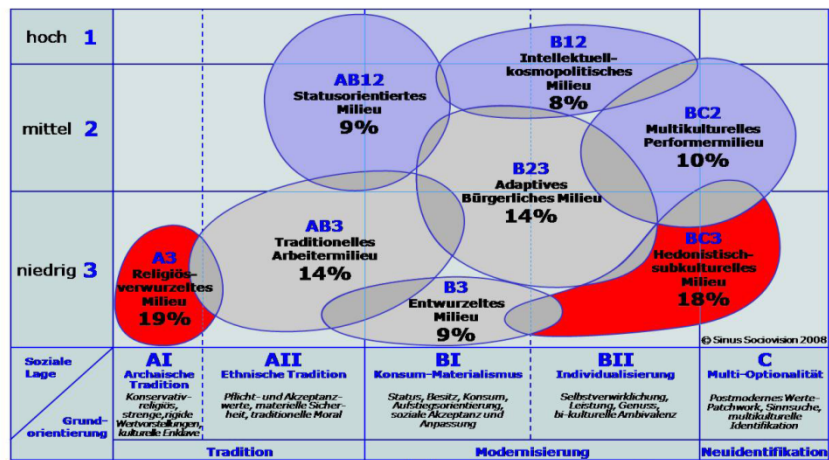 hoch 1
mittel 2
niedrig 3
AB12
Statusorientiertes
Milieu
9%
B12
Intellektuell-
kosmopolitisches
Milieu
8%
BC2
Multikulturelles
Performermilieu
10%
B23
Adaptives
Bürgerliches Milieu
14%
AB3
Traditionelles
Arbeitermilieu
14%
A3
Religiös-
verwurzeltes
Milieu
19%
BC3
Hedonistisch-
subkulturelles
Milieu
18%
B3
Entwurzeltes
Milieu
9%
© Sinus Sociovision 2008
Soziale
Lage
Grund-
orientierung
AI
Archaische
Tradition
Konservativ-
religiös,
strenge,rigide
Wertvorstellungen,
kulturelle Enklave
AII
Ethnische Tradition
Pflicht- und Akzeptanz-
werte, materielle Sicher-
heit, traditionelle Moral
BI
Konsum-Materialismus
Status, Besitz, Konsum,
Aufstiegsorientierung,
soziale Akzeptanz und
Anpassung
BII
Individualisierung
Selbstverwirklichung,
Leistung, Genuss,
bi-kulturelle Ambivalenz
C
Multi-Optionalität
Postmodernes Werte-
Patchwork, Sinnsuche,
multikulturelle
Identifikation
Tradition
Modernisierung
Neuidentifikation